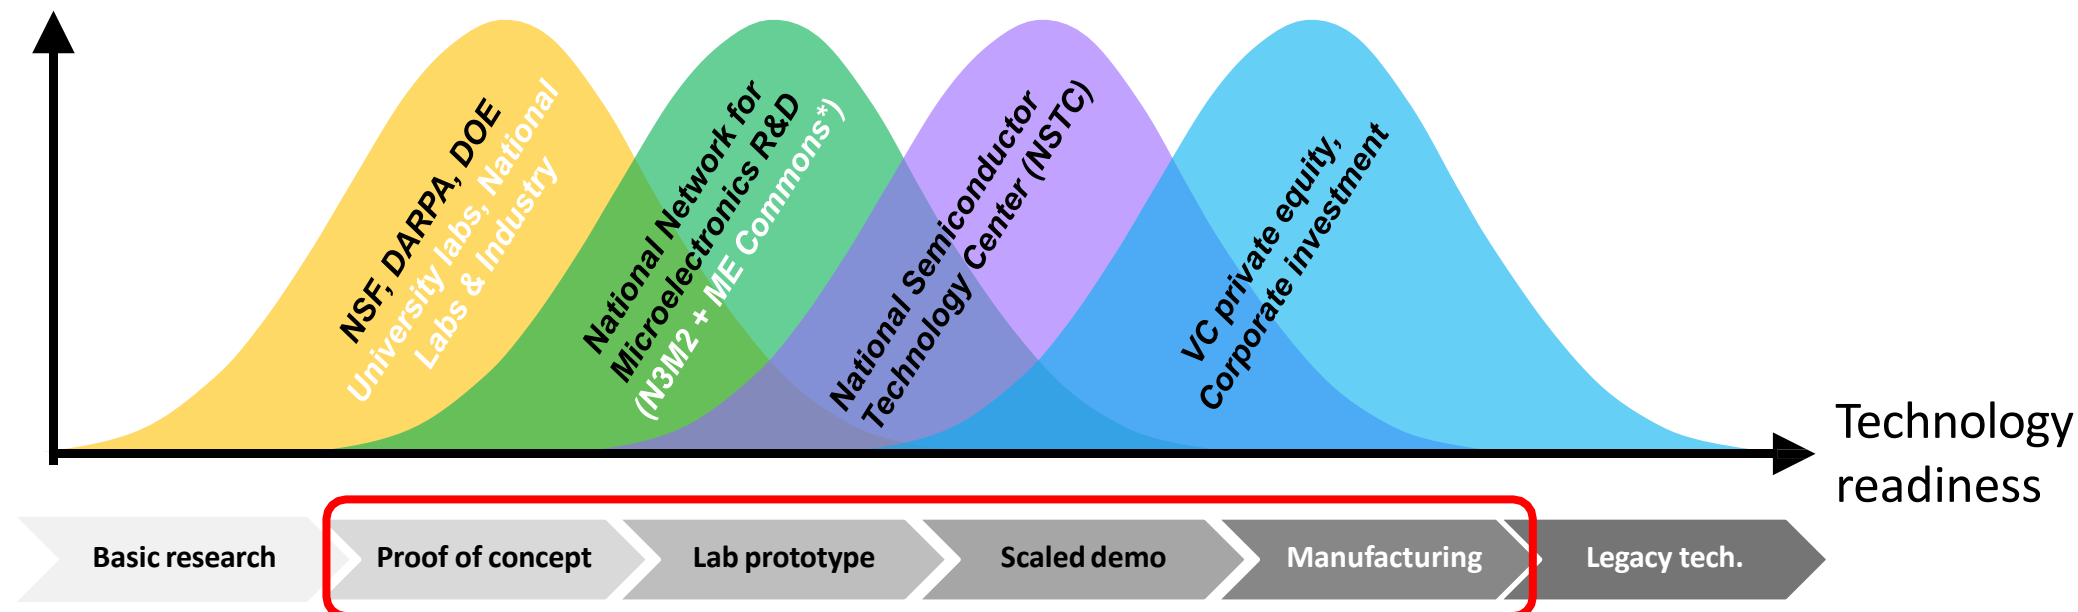 NSF, DARPA, DOE
University labs, National
Labs & Industry
National Network for
Microelectronics R&D
(N3M2 + ME Commons*)
National Semiconductor
Technology Center (NSTC)
VC private equity,
Corporate investment
Technology
readiness
Basic research
Proof of concept
Lab prototype
Scaled demo
Manufacturing
Legacy tech.